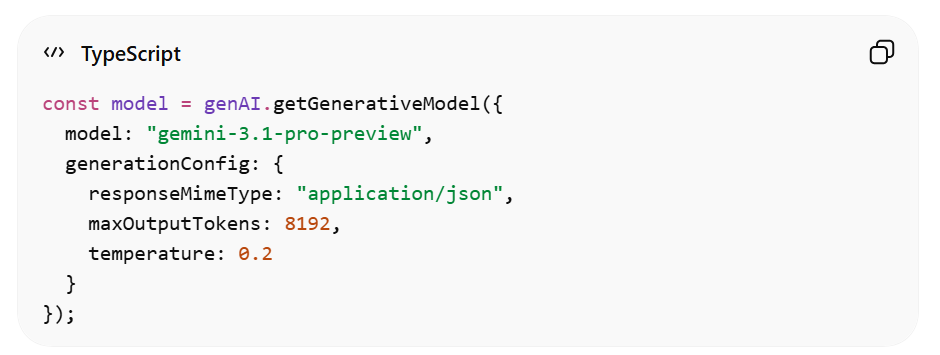 TypeScript
const model = genAI.getGenerativeModel({
  model: "gemini-3.1-pro-preview",
  generationConfig: {
    responseMimeType: "application/json",
    maxOutputTokens: 8192,
    temperature: 0.2
  }
});